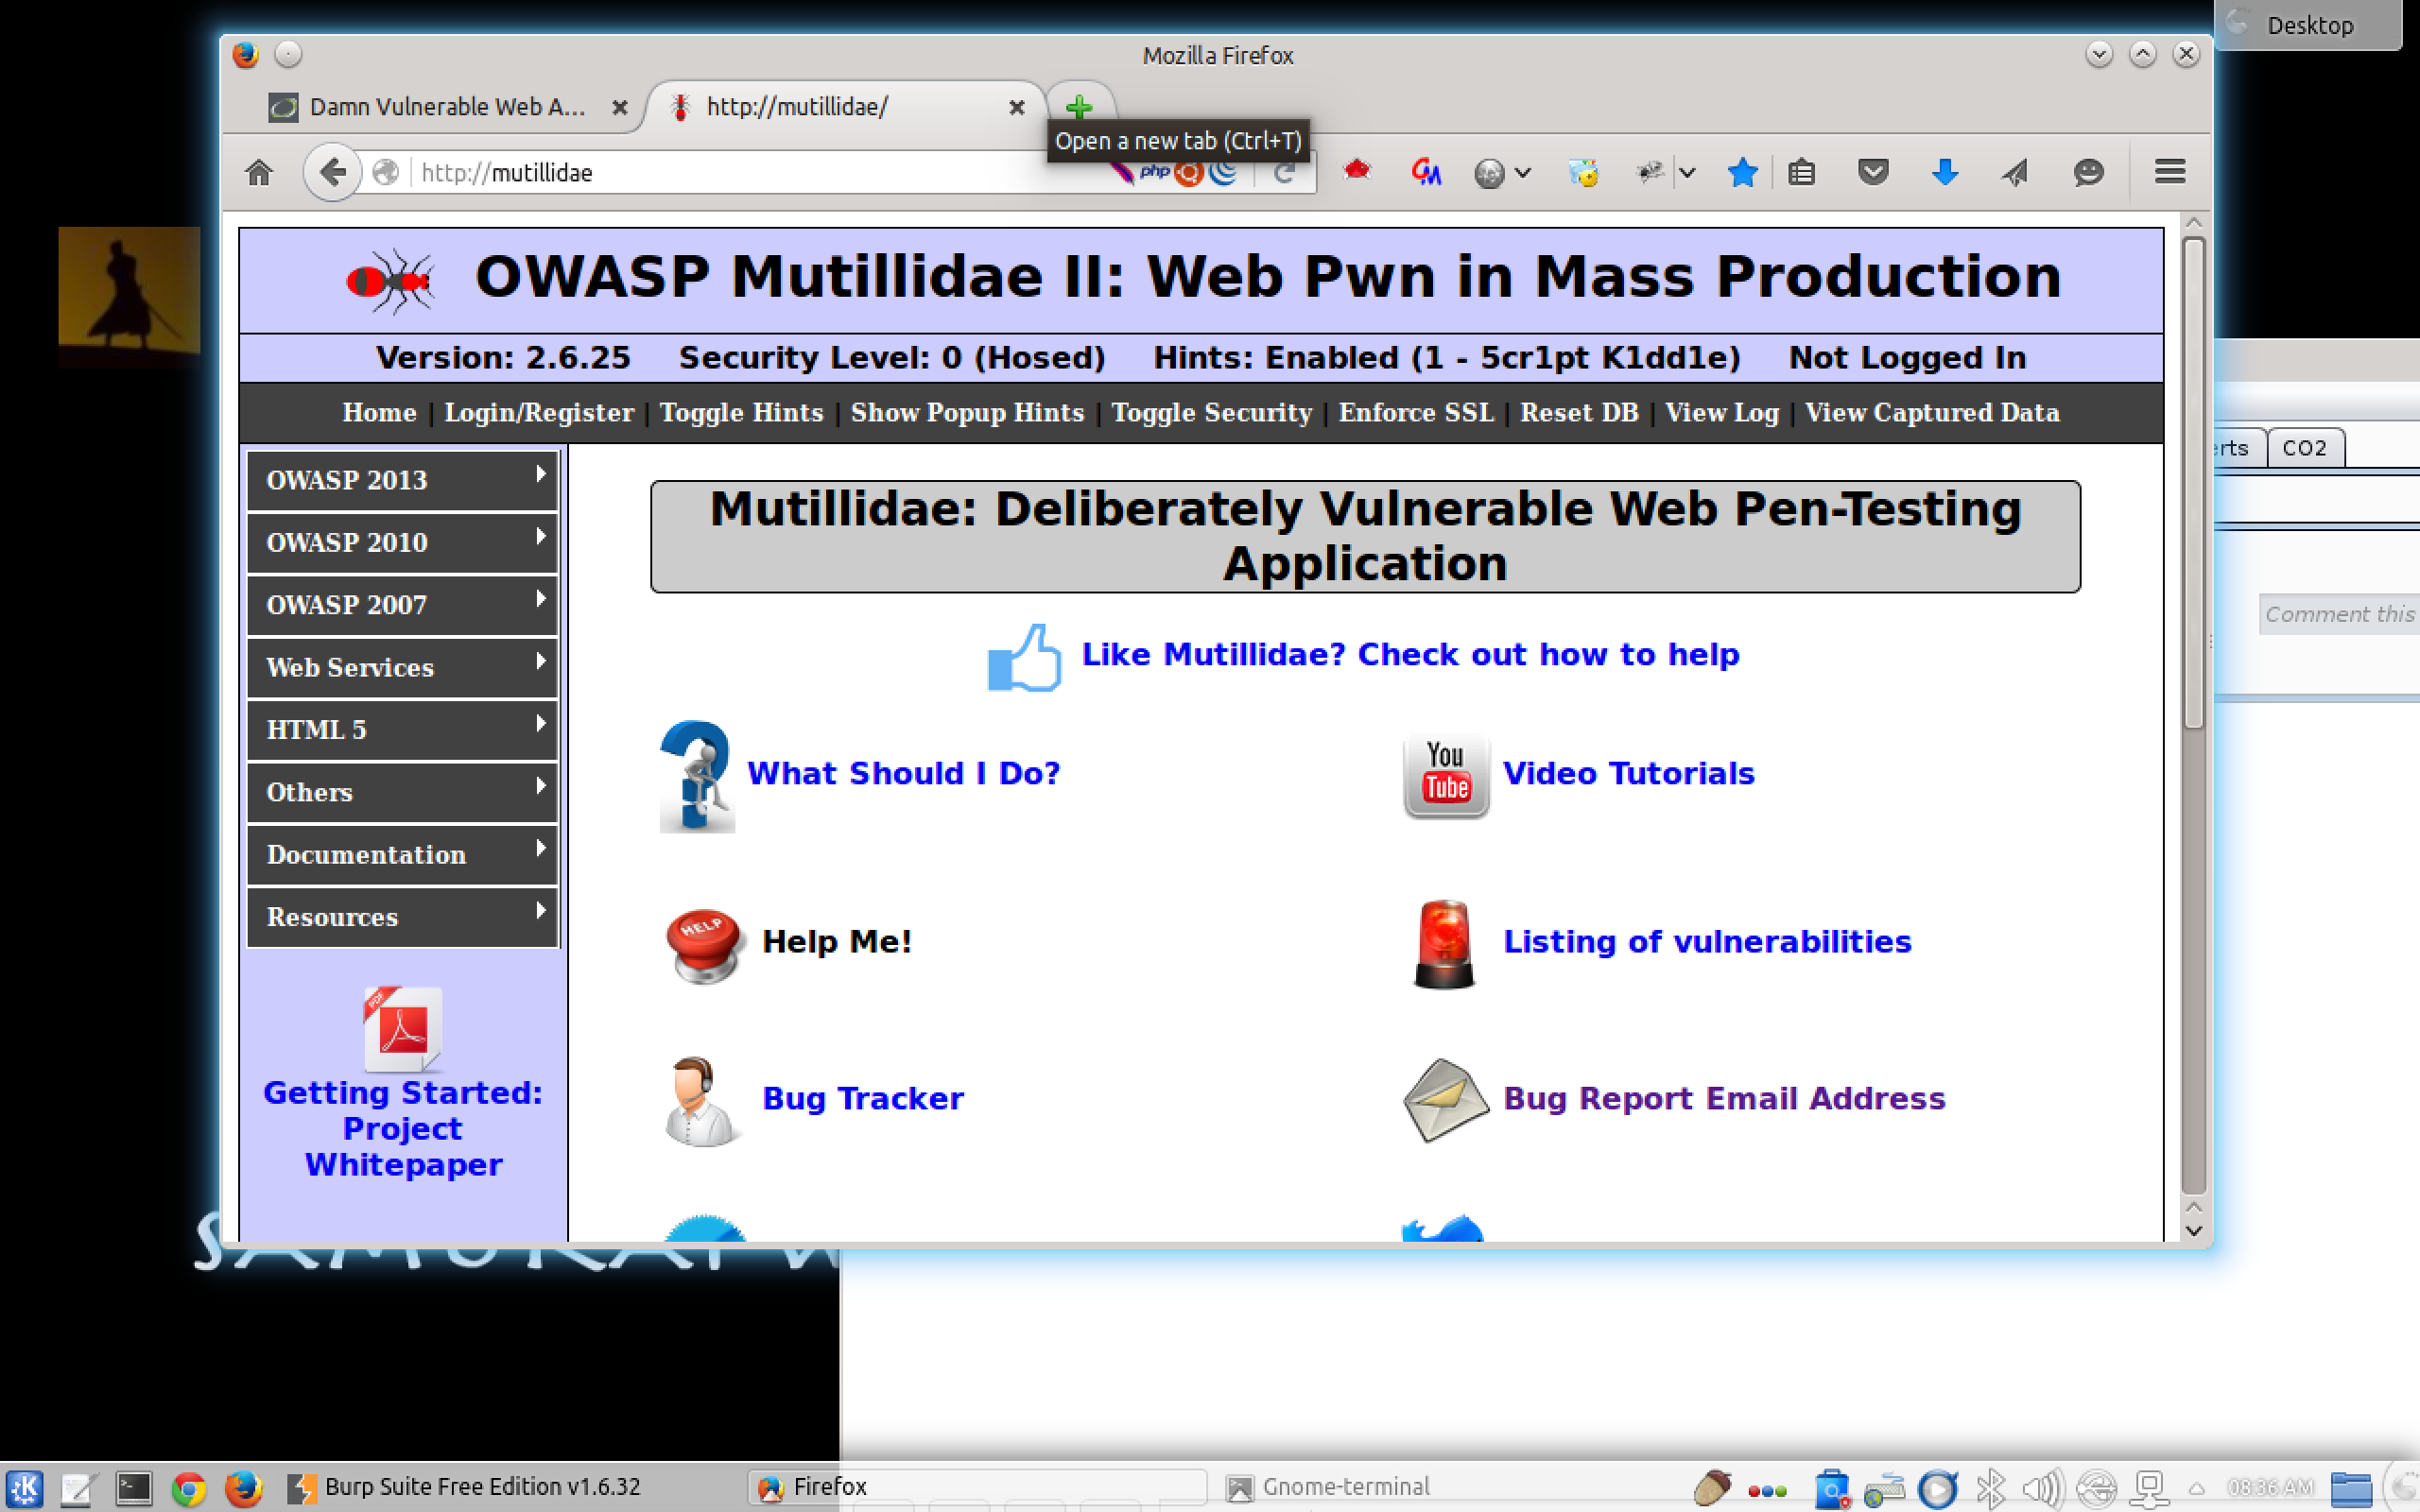 Desktop
Mozilla Firefox
Damn Vulnerable Web A...
http://mutillidae/
Open a new tab (Ctrl+T)
http://mutillidae
php
OWASP Mutillidae II: Web Pwn in Mass Production
Version: 2.6.25 Security Level: 0 (Hosed) Hints: Enabled (1 - 5cr1pt K1dd1e) Not Logged In
Home | Login/Register | Toggle Hints | Show Popup Hints | Toggle Security | Enforce SSL | Reset DB | View Log | View Captured Data
OWASP 2013
OWASP 2010
OWASP 2007
Web Services
HTML 5
Others
Documentation
Resources
PDF
Getting Started:
Project
Whitepaper
Mutillidae: Deliberately Vulnerable Web Pen-Testing
Application
Like Mutillidae? Check out how to help
What Should I Do?
You
Tube
Video Tutorials
HELP
Help Me!
Listing of vulnerabilities
Bug Tracker
Bug Report Email Address
CO2
Comment this
SAMURAI
Burp Suite Free Edition v1.6.32
Firefox
Gnome-terminal
08:36 AM